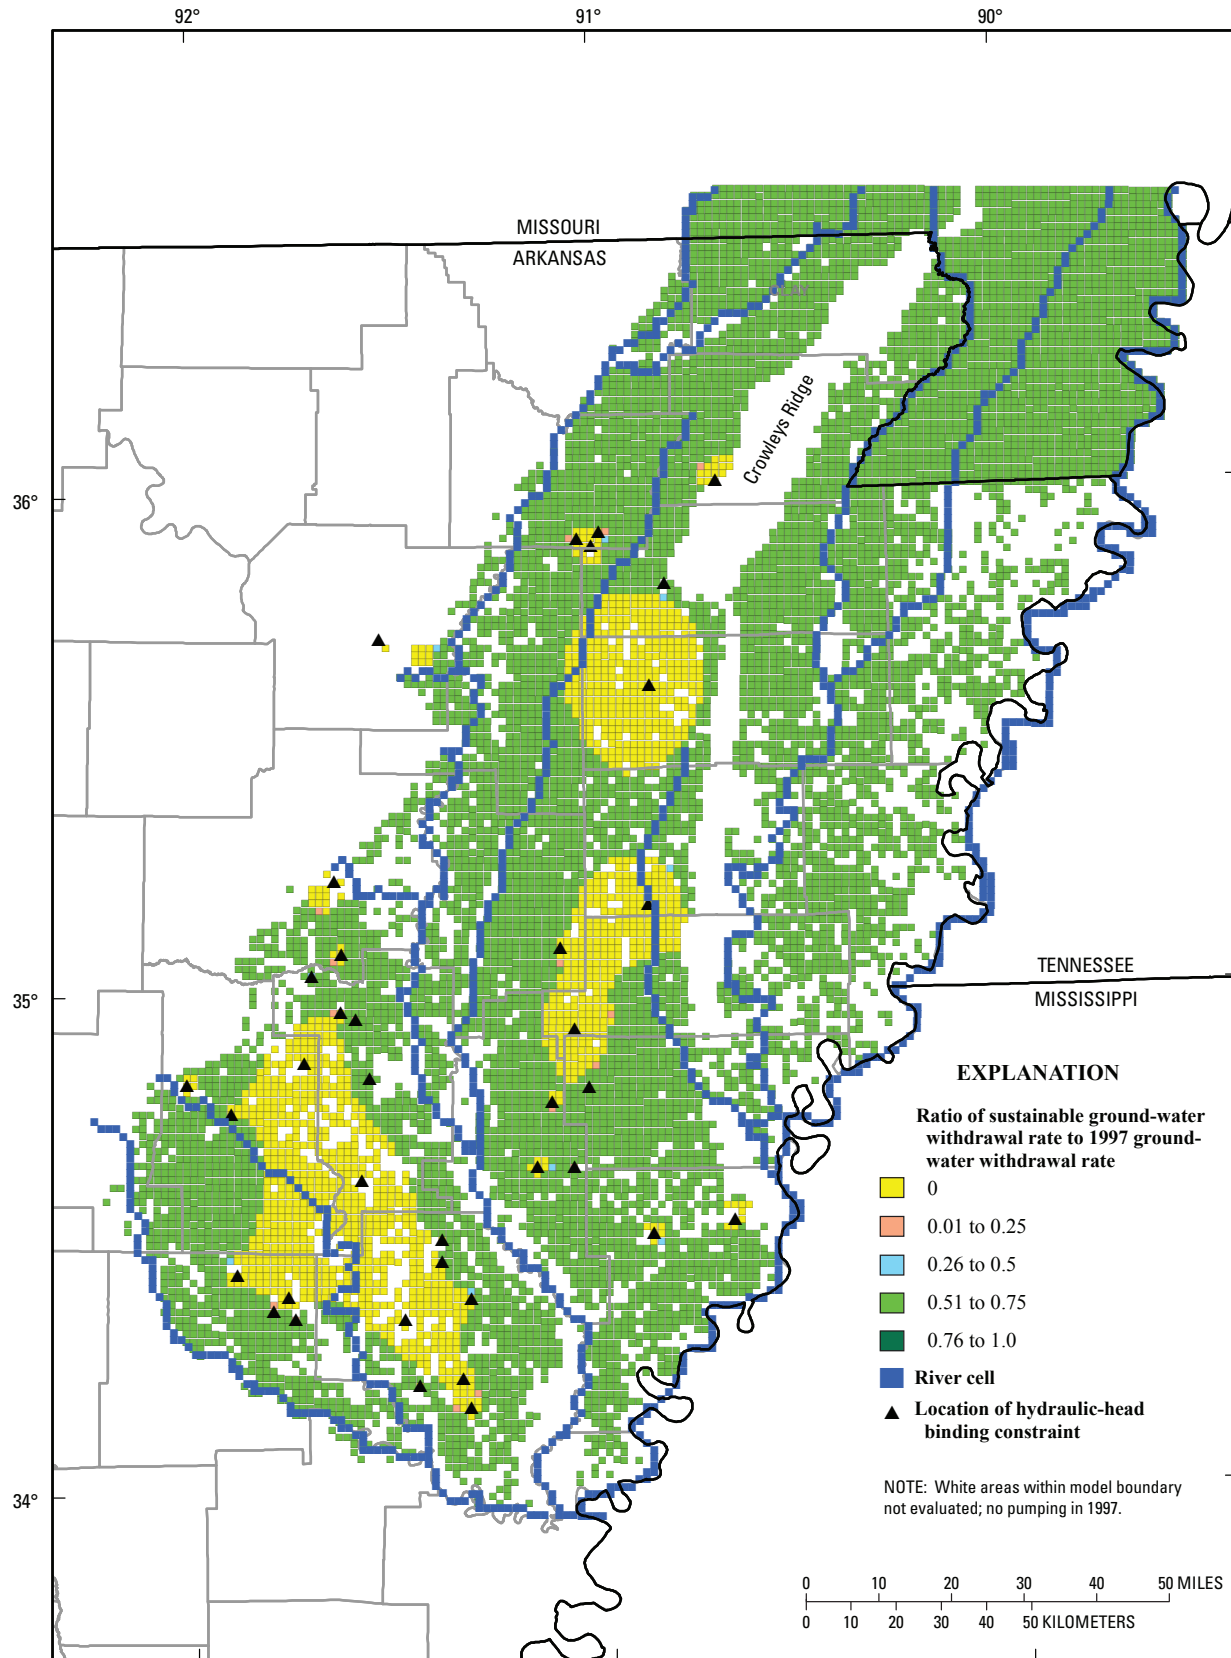 92°
91°
90°
MISSOURI
ARKANSAS
Crowleys Ridge
36°
35°
34°
TENNESSEE
MISSISSIPPI
EXPLANATION
Ratio of sustainable ground-water
withdrawal rate to 1997 ground-
water withdrawal rate
0
0.01 to 0.25
0.26 to 0.5
0.51 to 0.75
0.76 to 1.0
River cell
Location of hydraulic-head
binding constraint
NOTE: White areas within model boundary
not evaluated; no pumping in 1997.
0 10 20 30 40 50 MILES
0 10 20 30 40 50 KILOMETERS